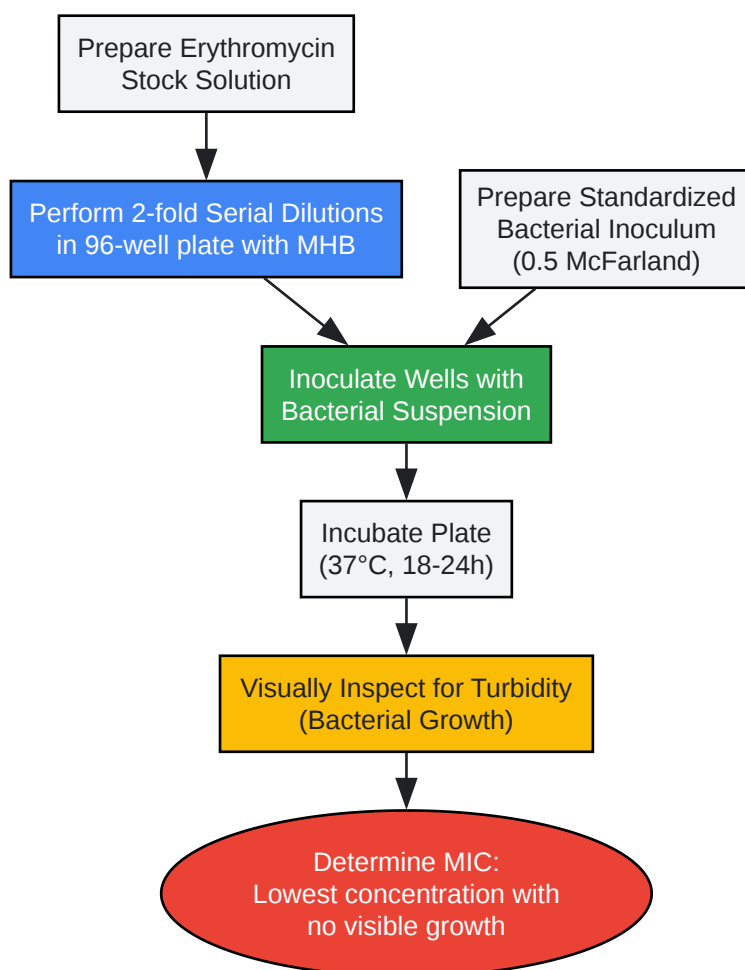 Prepare Erythromycin
Stock Solution
Perform 2-fold Serial Dilutions
in 96-well plate with MHB
Prepare Standardized
Bacterial Inoculum
(0.5 McFarland)
Inoculate Wells with
Bacterial Suspension
Incubate Plate
(37°C, 18-24h)
Visually Inspect for Turbidity
(Bacterial Growth)
Determine MIC:
Lowest concentration with
no visible growth